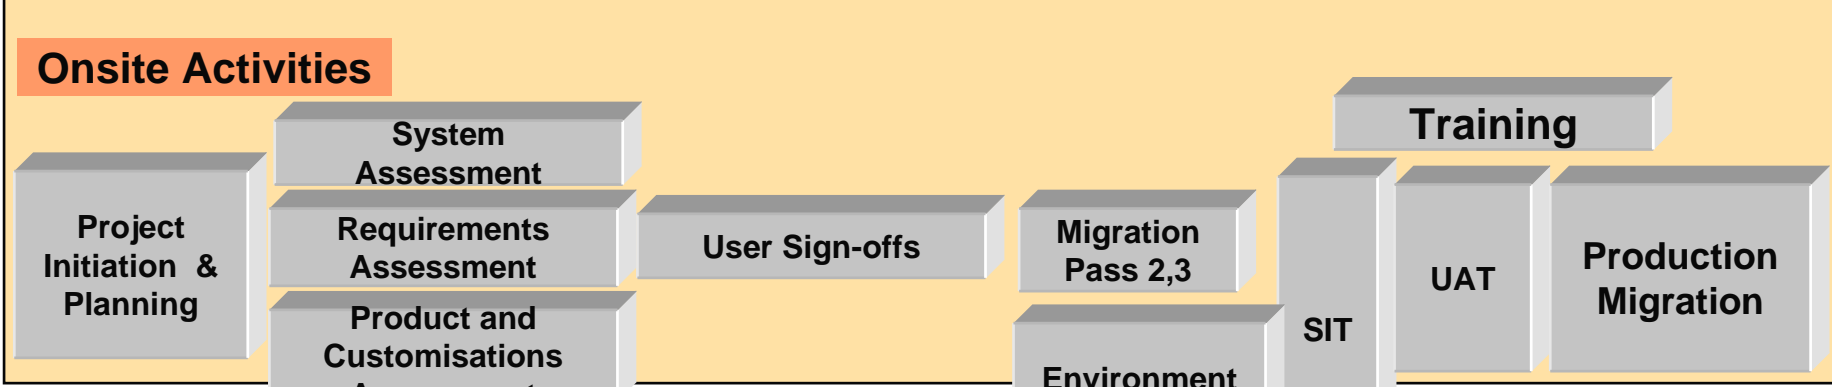 Onsite Activities
Project
Initiation & 
Planning
System
Assessment
Requirements
Assessment
Product and
Customisations
User Sign-offs
Migration
Pass 2,3
Environment
SIT
Training
UAT
Production
Migration